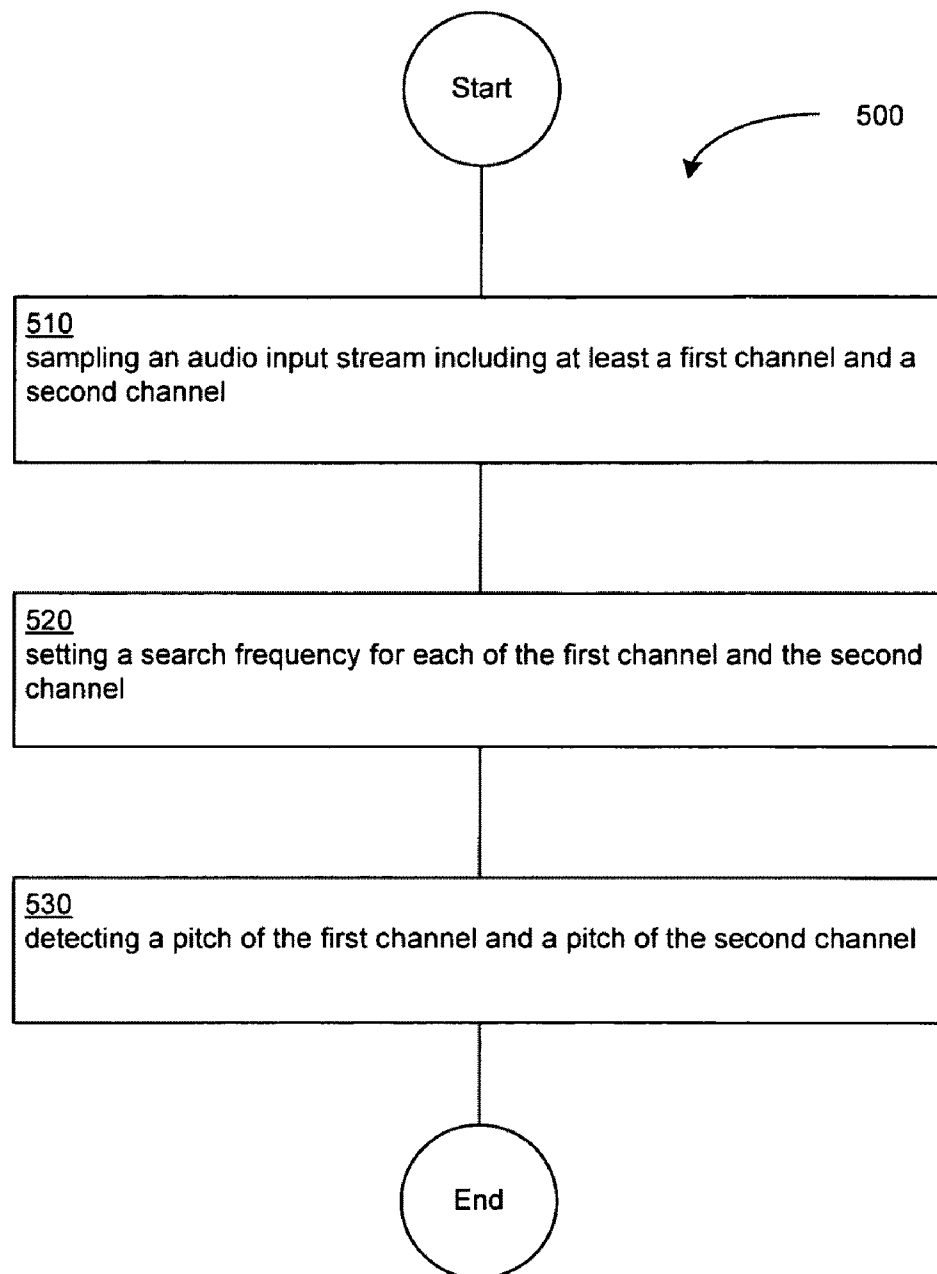 Start
500
510
sampling an audio input stream including at least a first channel and a
second channel
520
setting a search frequency for each of the first channel and the second
channel
530
detecting a pitch of the first channel and a pitch of the second channel
End